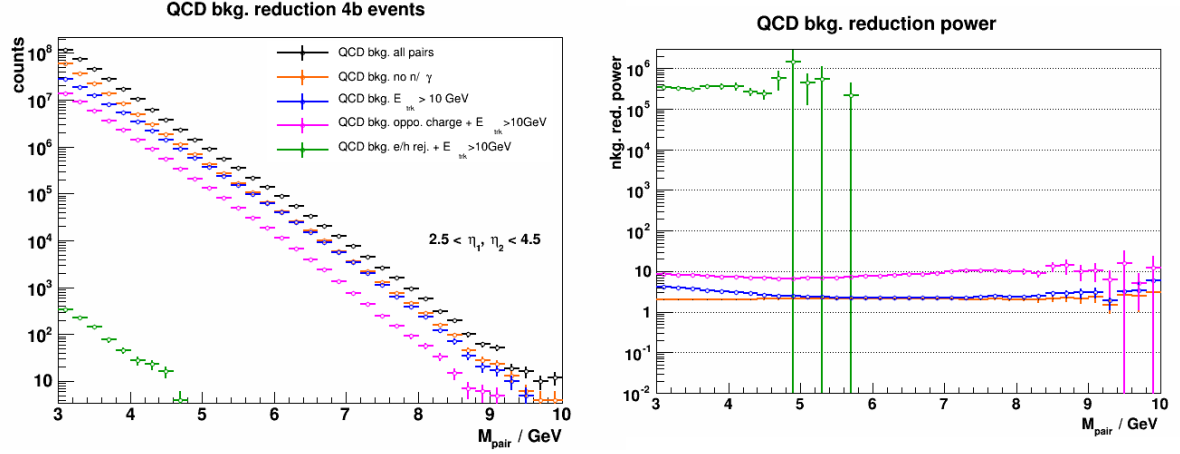 QCD bkg. reduction 4b events
counts
10^8
10^7
10^6
10^5
10^4
10^3
10^2
10
QCD bkg. all pairs
QCD bkg. no n/ γ
QCD bkg. E_trk > 10 GeV
QCD bkg. oppo. charge + E_trk >10GeV
QCD bkg. e/h rej. + E_trk >10GeV
2.5 < η_1, η_2 < 4.5
3 4 5 6 7 8 9 10
M_pair / GeV
QCD bkg. reduction power
nkg. red. power
10^6
10^5
10^4
10^3
10^2
10
1
10^-1
10^-2
3 4 5 6 7 8 9 10
M_pair / GeV